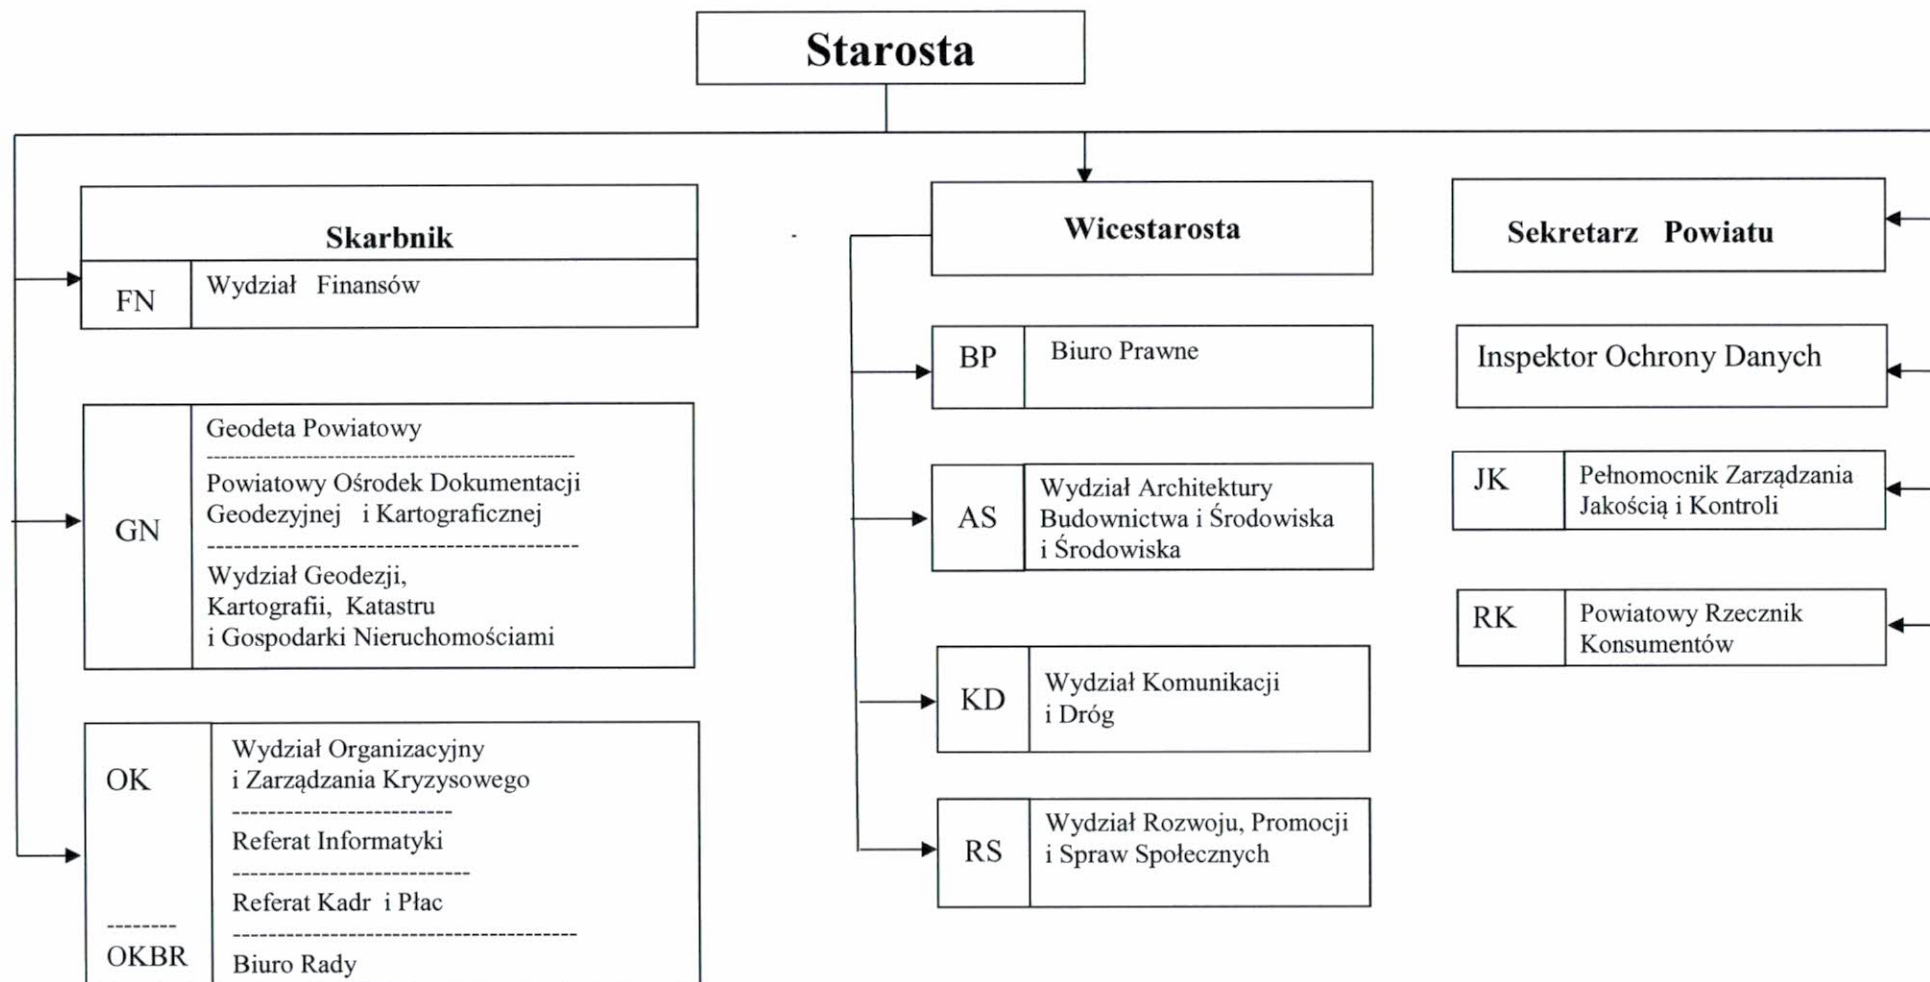 Starosta
Skarbnik
FN
Wydział Finansów
GN
Geodeta Powiatowy
Powiatowy Ośrodek Dokumentacji
Geodezyjnej i Kartograficznej
Wydział Geodezji,
Kartografii, Katastru
i Gospodarki Nieruchomościami
OK
Wydział Organizacyjny
i Zarządzania Kryzysowego
Referat Informatyki
Referat Kadr i Płac
OKBR
Biuro Rady
Wicestarosta
BP
Biuro Prawne
AS
Wydział Architektury
Budownictwa i Środowiska
i Środowiska
KD
Wydział Komunikacji
i Dróg
RS
Wydział Rozwoju, Promocji
i Spraw Społecznych
Sekretarz Powiatu
Inspektor Ochrony Danych
JK
Pełnomocnik Zarządzania
Jakością i Kontroli
RK
Powiatowy Rzecznik
Konsumentów